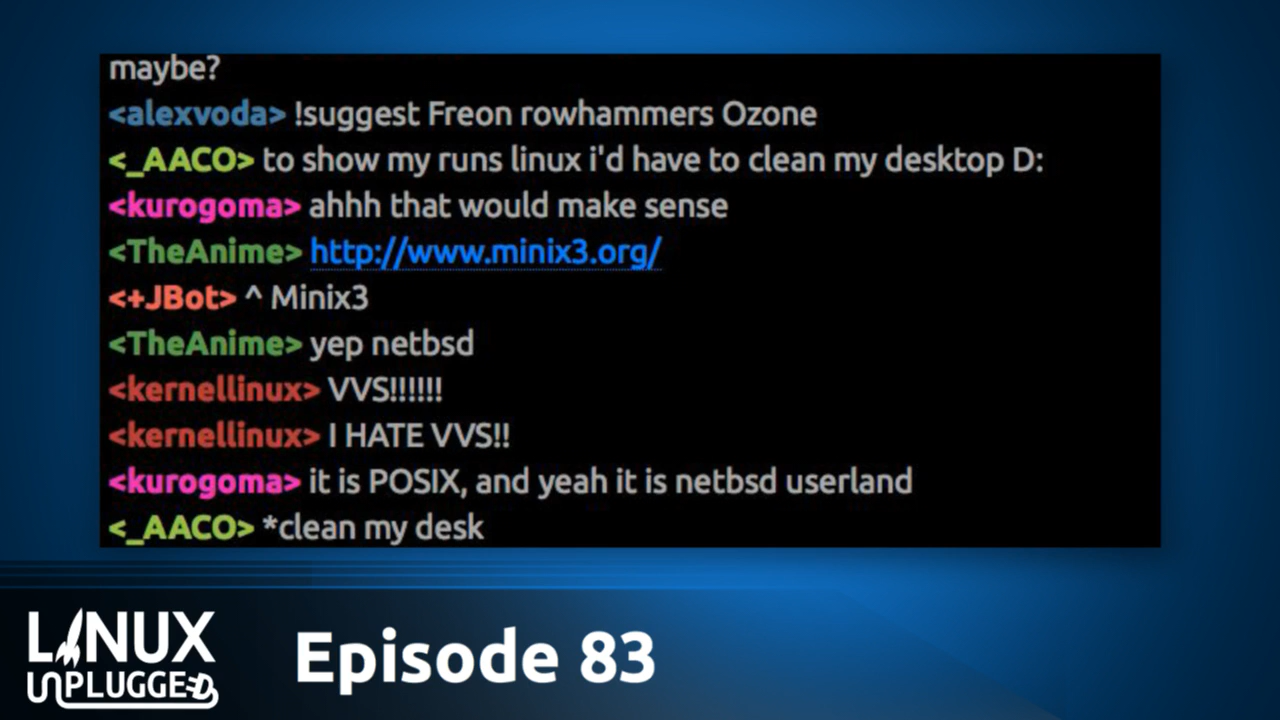 maybe?
<alexvoda> !suggest Freon rowhammers Ozone
<_AACO> to show my runs linux i'd have to clean my desktop D:
<kurogoma> ahhh that would make sense
<TheAnime> http://www.minix3.org/
<+JBot> ^ Minix3
<TheAnime> yep netbsd
<kernellinux> VVS!!!!!!
<kernellinux> I HATE VVS!!
<kurogoma> it is POSIX, and yeah it is netbsd userland
<_AACO> *clean my desk
LINUX
UNPLUGGED
Episode 83